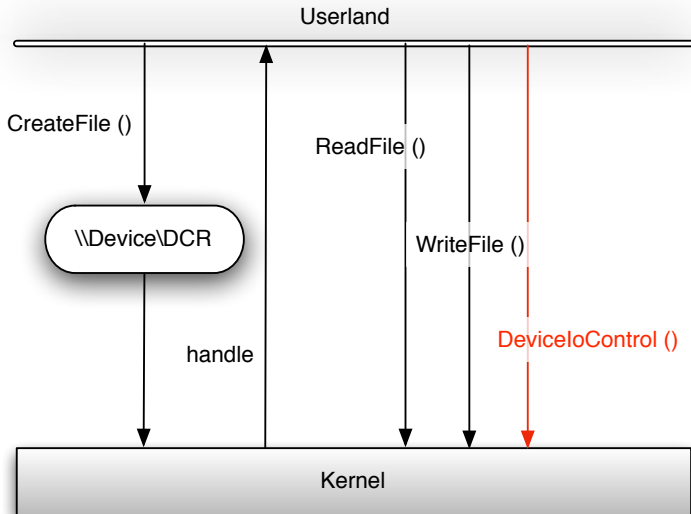 Userland
CreateFile ()
ReadFile ()
\\Device\DCR
WriteFile ()
DeviceIoControl ()
handle
Kernel